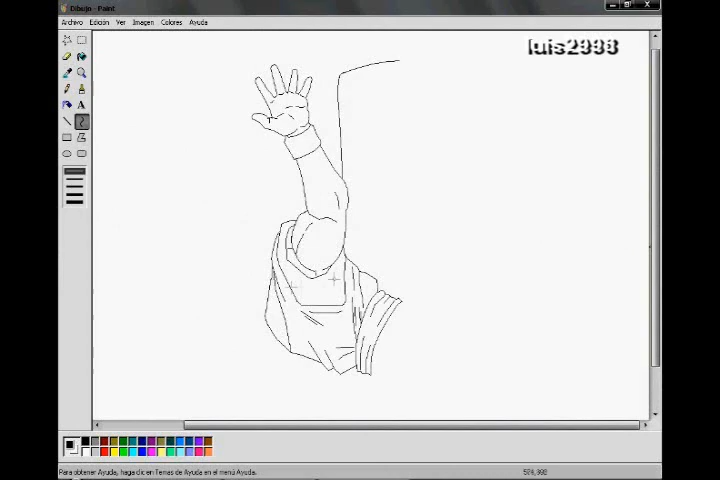 Dibujo - Paint
Archivo Edición Ver Imagen Colores Ayuda
luis2998
A
Para obtener Ayuda, haga clic en Temas de Ayuda en el menú Ayuda.